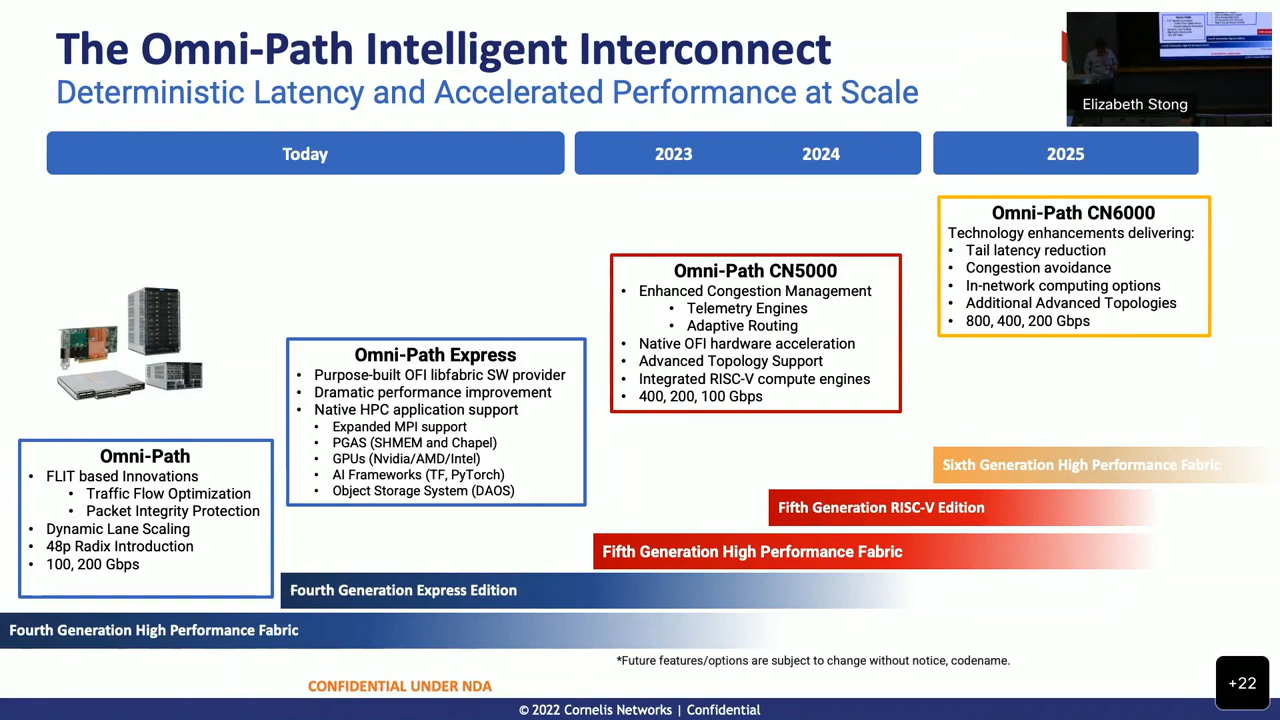 The Omni-Path Intelligent Interconnect
Deterministic Latency and Accelerated Performance at Scale
Elizabeth Stong
Today
2023
2024
2025
Omni-Path CN6000
Technology enhancements delivering:
• Tail latency reduction
• Congestion avoidance
• In-network computing options
• Additional Advanced Topologies
• 800, 400, 200 Gbps
Omni-Path CN5000
• Enhanced Congestion Management
• Telemetry Engines
• Adaptive Routing
• Native OFI hardware acceleration
• Advanced Topology Support
• Integrated RISC-V compute engines
• 400, 200, 100 Gbps
Omni-Path Express
• Purpose-built OFI libfabric SW provider
• Dramatic performance improvement
• Native HPC application support
• Expanded MPI support
• PGAS (SHMEM and Chapel)
• GPUs (Nvidia/AMD/Intel)
• AI Frameworks (TF, PyTorch)
• Object Storage System (DAOS)
Omni-Path
• FLIT based Innovations
• Traffic Flow Optimization
• Packet Integrity Protection
• Dynamic Lane Scaling
• 48p Radix Introduction
• 100, 200 Gbps
Sixth Generation High Performance Fabric
Fifth Generation RISC-V Edition
Fifth Generation High Performance Fabric
Fourth Generation Express Edition
Fourth Generation High Performance Fabric
*Future features/options are subject to change without notice, codename.
CONFIDENTIAL UNDER NDA
+22
© 2022 Cornelis Networks | Confidential